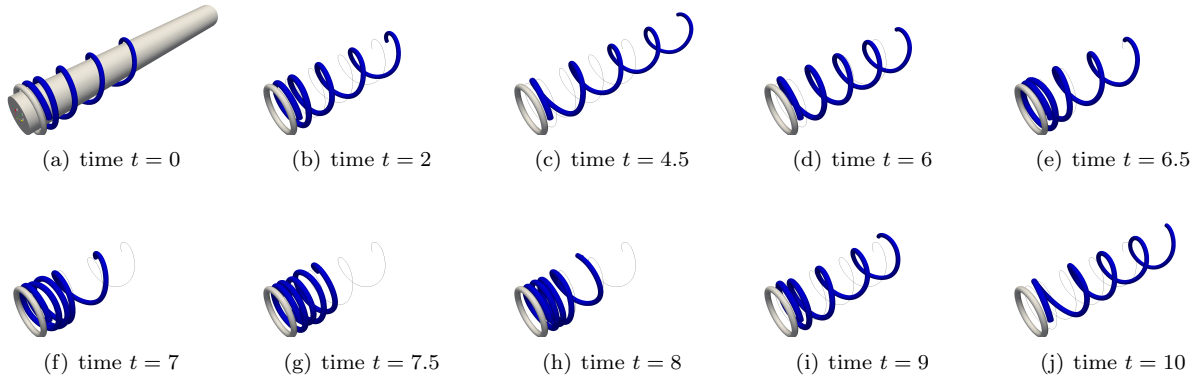 (a) time t = 0
(b) time t = 2
(c) time t = 4.5
(d) time t = 6
(e) time t = 6.5
(f) time t = 7
(g) time t = 7.5
(h) time t = 8
(i) time t = 9
(j) time t = 10